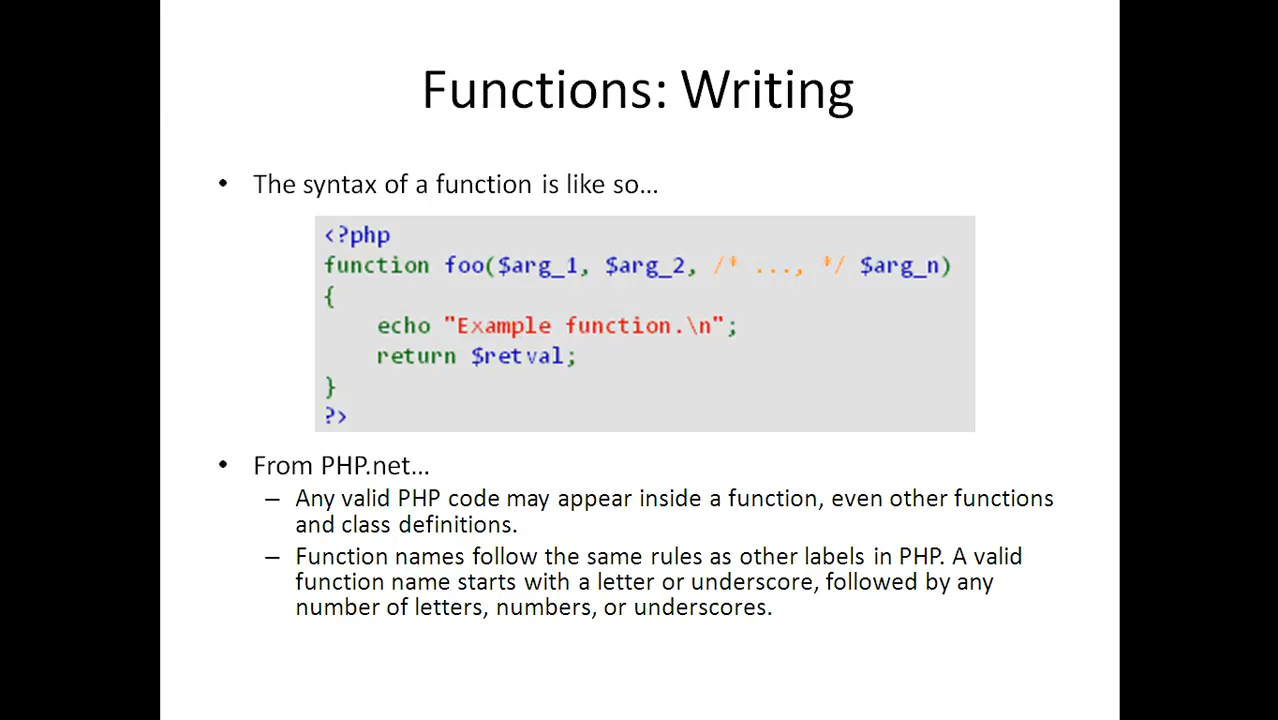 Functions: Writing
• The syntax of a function is like so…
<?php
function foo($arg_1, $arg_2, /* ..., */ $arg_n)
{
    echo "Example function.\n";
    return $retval;
}
?>
• From PHP.net…
– Any valid PHP code may appear inside a function, even other functions
and class definitions.
– Function names follow the same rules as other labels in PHP. A valid
function name starts with a letter or underscore, followed by any
number of letters, numbers, or underscores.